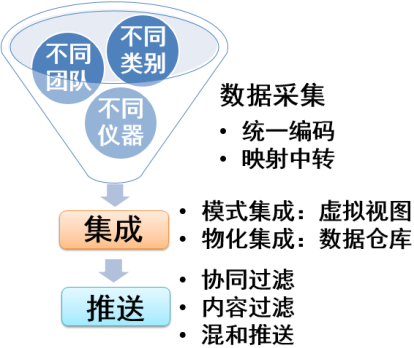 不同
团队
不同
类别
不同
仪器
数据采集
• 统一编码
• 映射中转
集成
• 模式集成：虚拟视图
• 物化集成：数据仓库
推送
• 协同过滤
• 内容过滤
• 混和推送